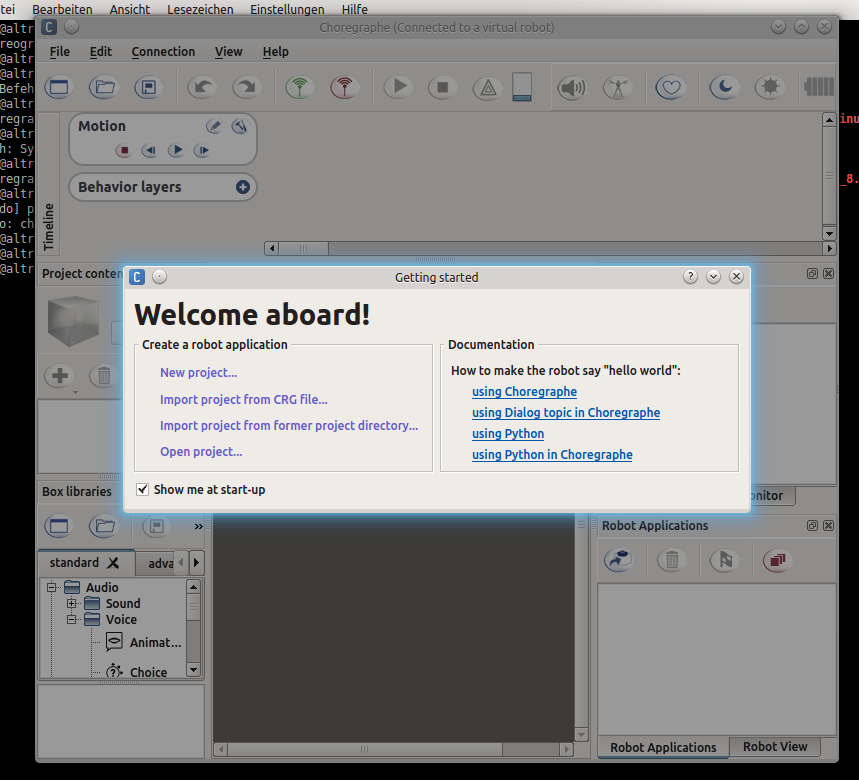 tei Bearbeiten Ansicht Lesezeichen Einstellungen Hilfe
@altr
Choregraphe (Connected to a virtual robot)
reogr
@altr
File Edit Connection View Help
@altr
Befeh
@altr
regra
inu
Motion
@altr
h: Sy
@altr
regra
_8.
Behavior layers
@altr
do] p
o: ch
@altr
@altr
@altr
Timeline
Project conten
C Getting started
Welcome aboard!
Create a robot application
New project...
Import project from CRG file...
Import project from former project directory...
Open project...
Documentation
How to make the robot say "hello world":
using Choregraphe
using Dialog topic in Choregraphe
using Python
using Python in Choregraphe
Show me at start-up
onitor
Box libraries
»
standard adva
Audio
Sound
Voice
Animat...
Choice
Robot Applications
Robot Applications Robot View